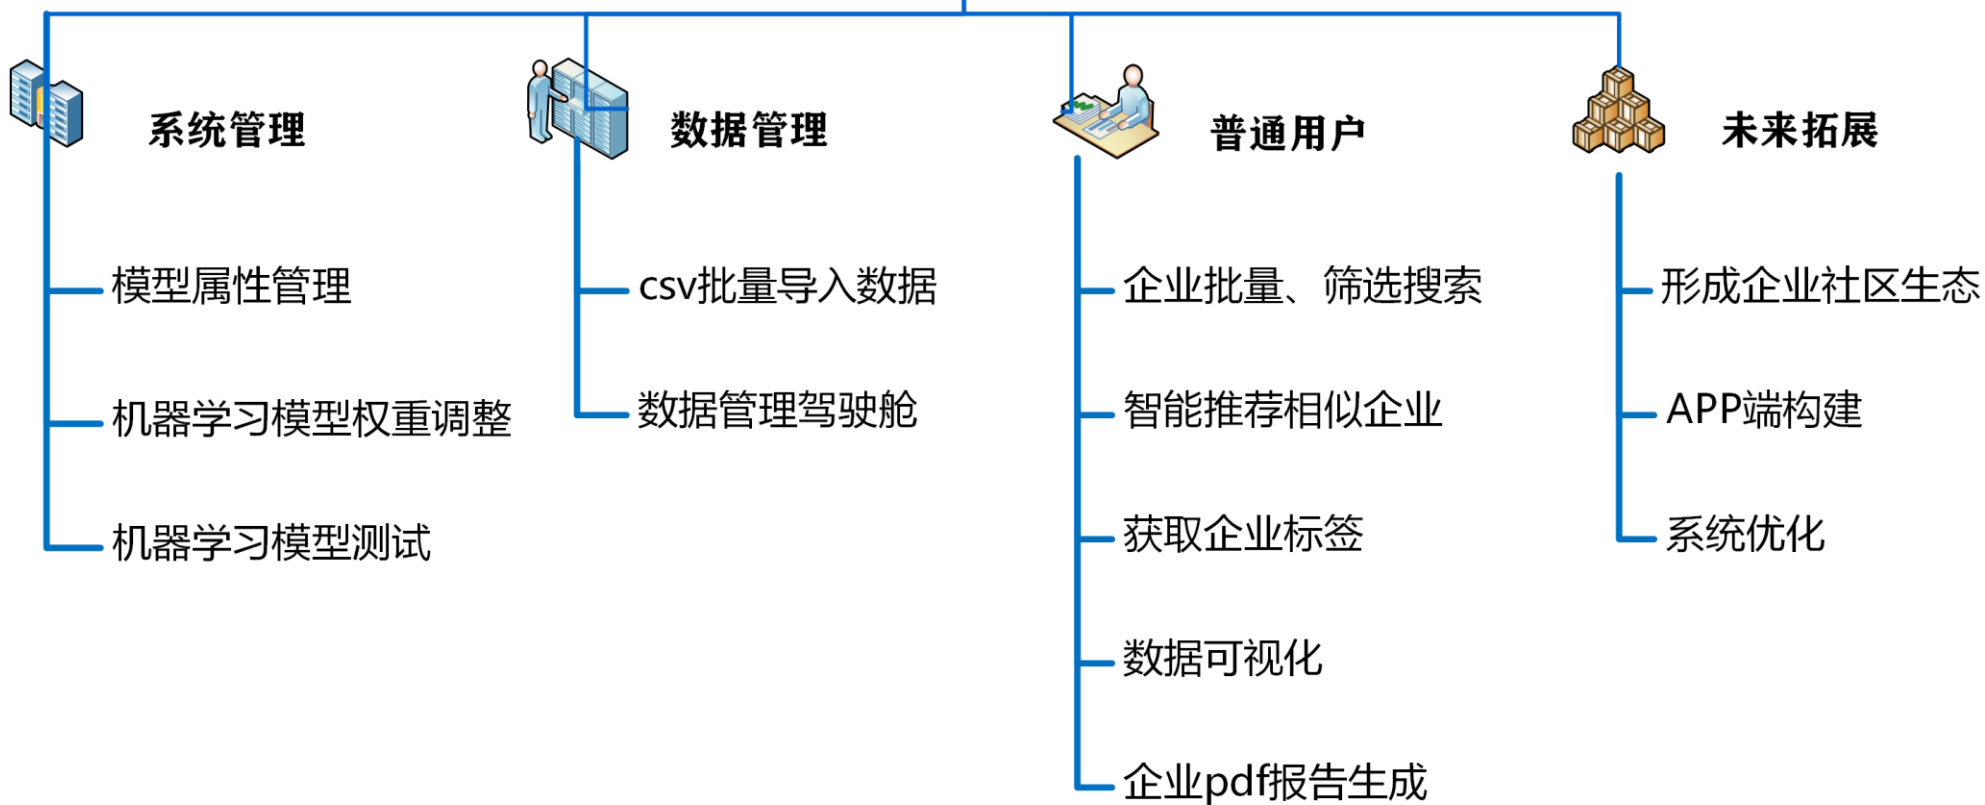 系统管理
模型属性管理
机器学习模型权重调整
机器学习模型测试
数据管理
csv批量导入数据
数据管理驾驶舱
普通用户
企业批量、筛选搜索
智能推荐相似企业
获取企业标签
数据可视化
企业pdf报告生成
未来拓展
形成企业社区生态
APP端构建
系统优化